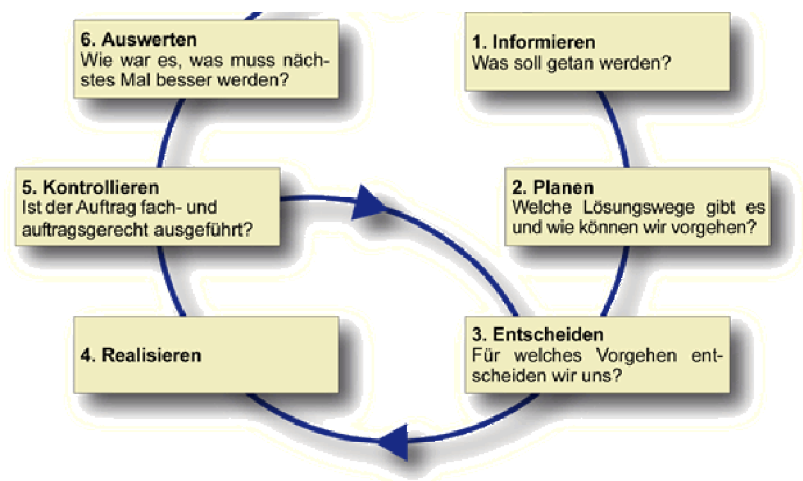 6. Auswerten
Wie war es, was muss näch-
stes Mal besser werden?
1. Informieren
Was soll getan werden?
5. Kontrollieren
Ist der Auftrag fach- und
auftragsgerecht ausgeführt?
2. Planen
Welche Lösungswege gibt es
und wie können wir vorgehen?
4. Realisieren
3. Entscheiden
Für welches Vorgehen ent-
scheiden wir uns?